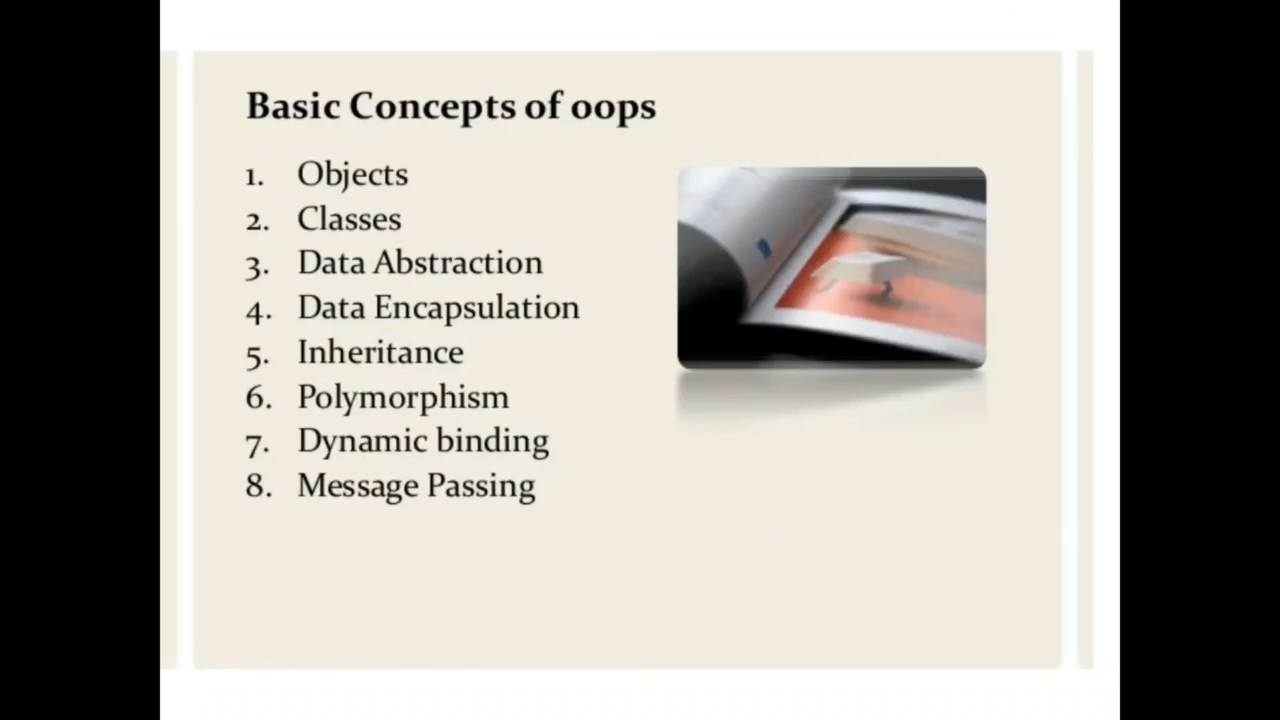 Basic Concepts of oops
1. Objects
2. Classes
3. Data Abstraction
4. Data Encapsulation
5. Inheritance
6. Polymorphism
7. Dynamic binding
8. Message Passing